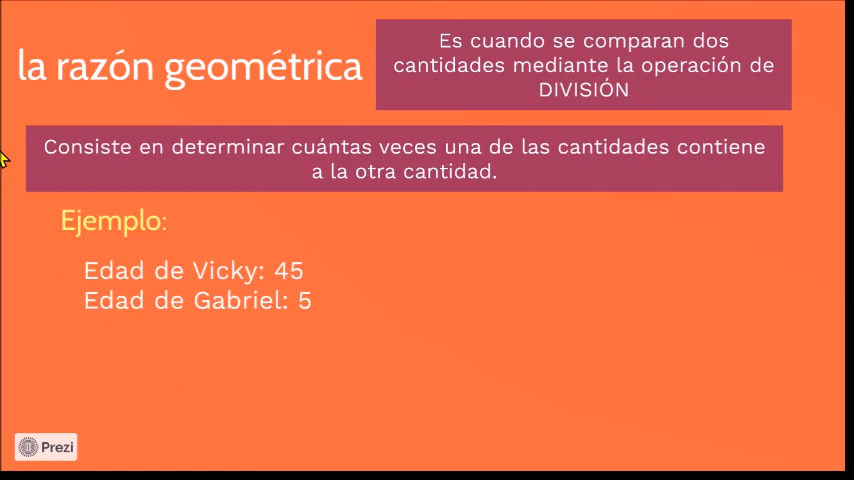 la razón geométrica
Es cuando se comparan dos
cantidades mediante la operación de
DIVISIÓN
Consiste en determinar cuántas veces una de las cantidades contiene
a la otra cantidad.
Ejemplo:
Edad de Vicky: 45
Edad de Gabriel: 5
Prezi